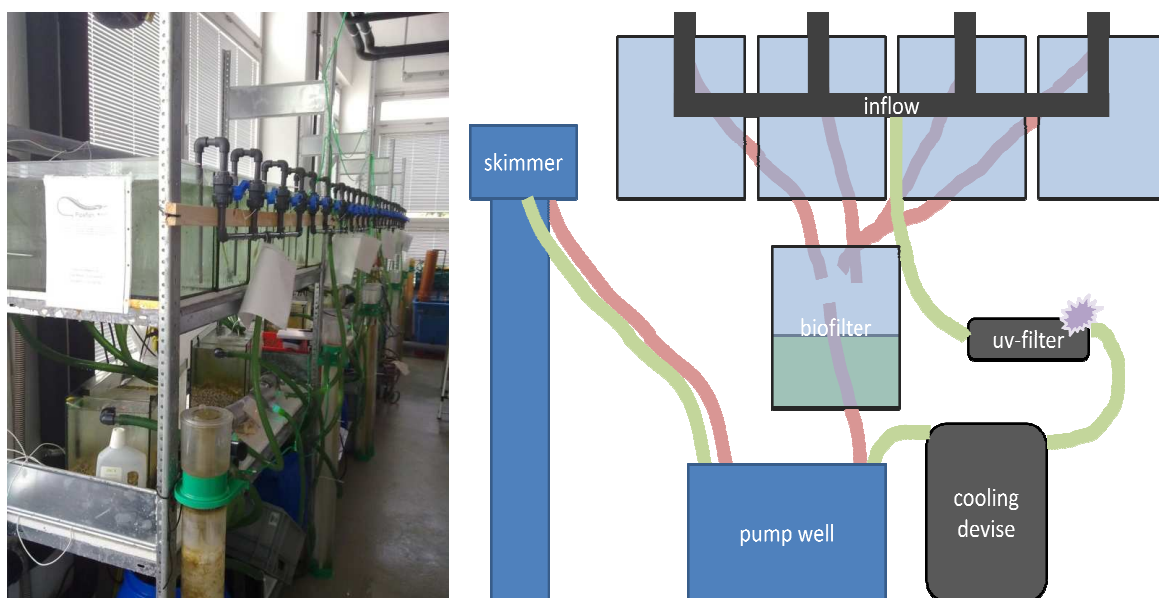 inflow
skimmer
biofilter
uv-filter
cooling
devise
pump well